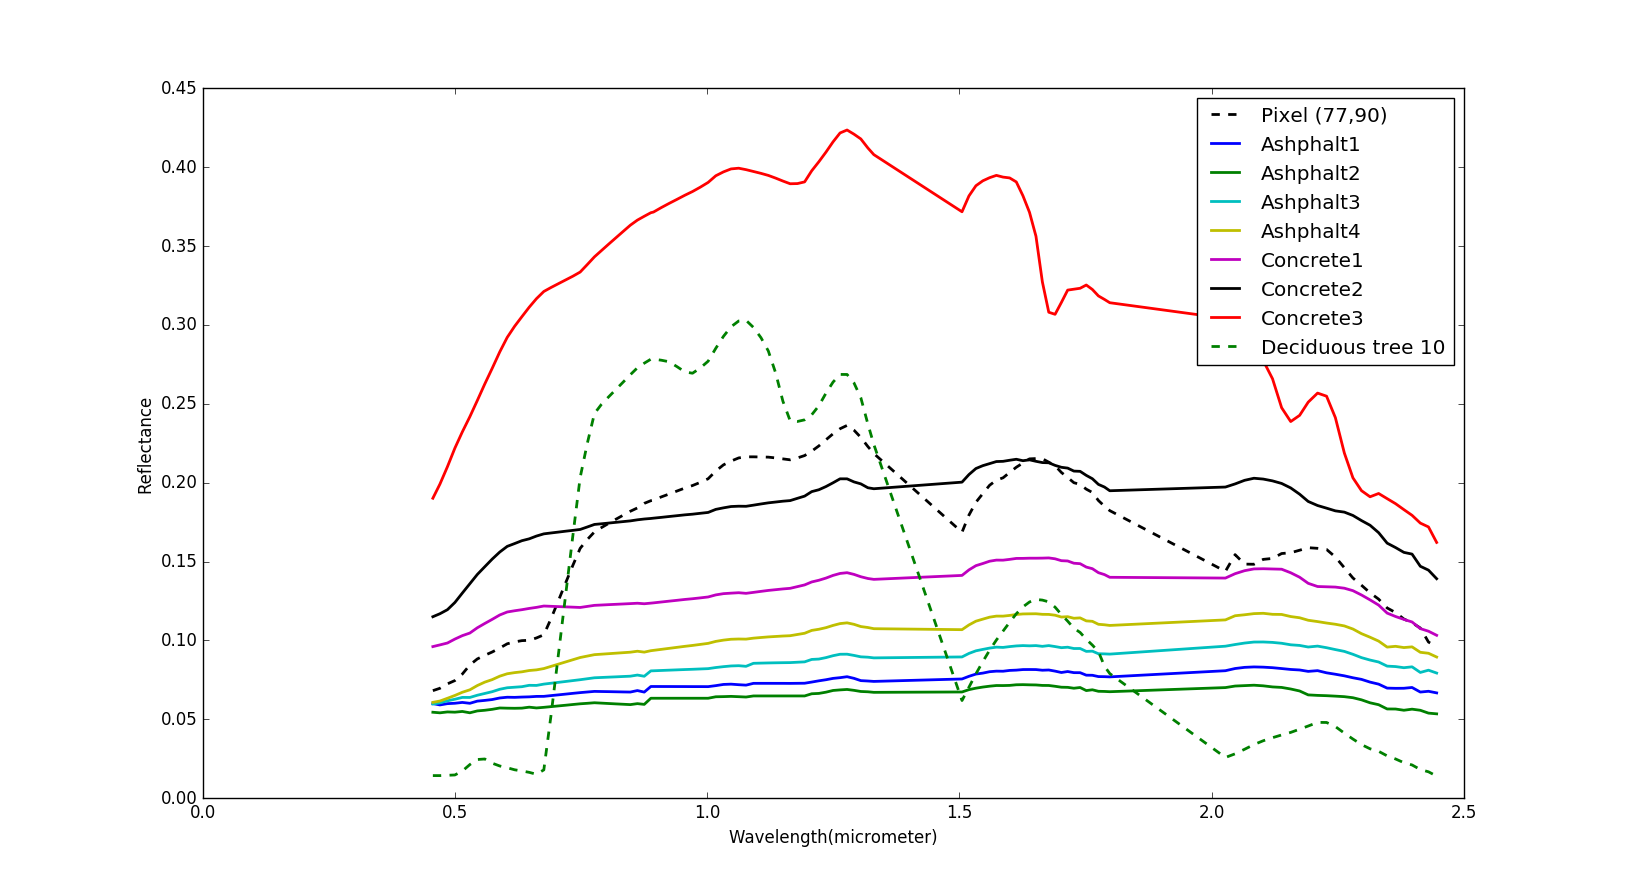 0.45
0.40
0.35
0.30
0.25
0.20
0.15
0.10
0.05
0.00
Reflectance
0.0
0.5
1.0
1.5
2.0
2.5
Wavelength(micrometer)
Pixel (77,90)
Ashphalt1
Ashphalt2
Ashphalt3
Ashphalt4
Concrete1
Concrete2
Concrete3
Deciduous tree 10